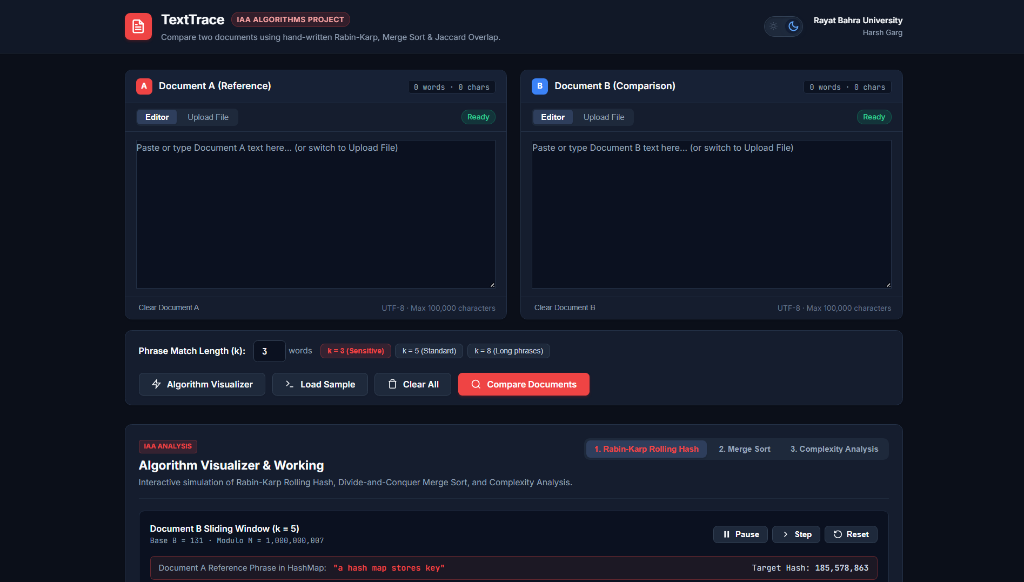 TextTrace IAA ALGORITHMS PROJECT
Compare two documents using hand-written Rabin-Karp, Merge Sort & Jaccard Overlap.
Rayat Bahra University
Harsh Garg
A Document A (Reference) 0 words · 0 chars
Editor Upload File Ready
Paste or type Document A text here... (or switch to Upload File)
Clear Document A UTF-8 · Max 100,000 characters
B Document B (Comparison) 0 words · 0 chars
Editor Upload File Ready
Paste or type Document B text here... (or switch to Upload File)
Clear Document B UTF-8 · Max 100,000 characters
Phrase Match Length (k): 3 words k = 3 (Sensitive) k = 5 (Standard) k = 8 (Long phrases)
Algorithm Visualizer Load Sample Clear All Compare Documents
IAA ANALYSIS
Algorithm Visualizer & Working
Interactive simulation of Rabin-Karp Rolling Hash, Divide-and-Conquer Merge Sort, and Complexity Analysis.
1. Rabin-Karp Rolling Hash 2. Merge Sort 3. Complexity Analysis
Document B Sliding Window (k = 5)
Base B = 131 · Modulo M = 1,000,000,007
Pause Step Reset
Document A Reference Phrase in HashMap: "a hash map stores key" Target Hash: 185,578,863